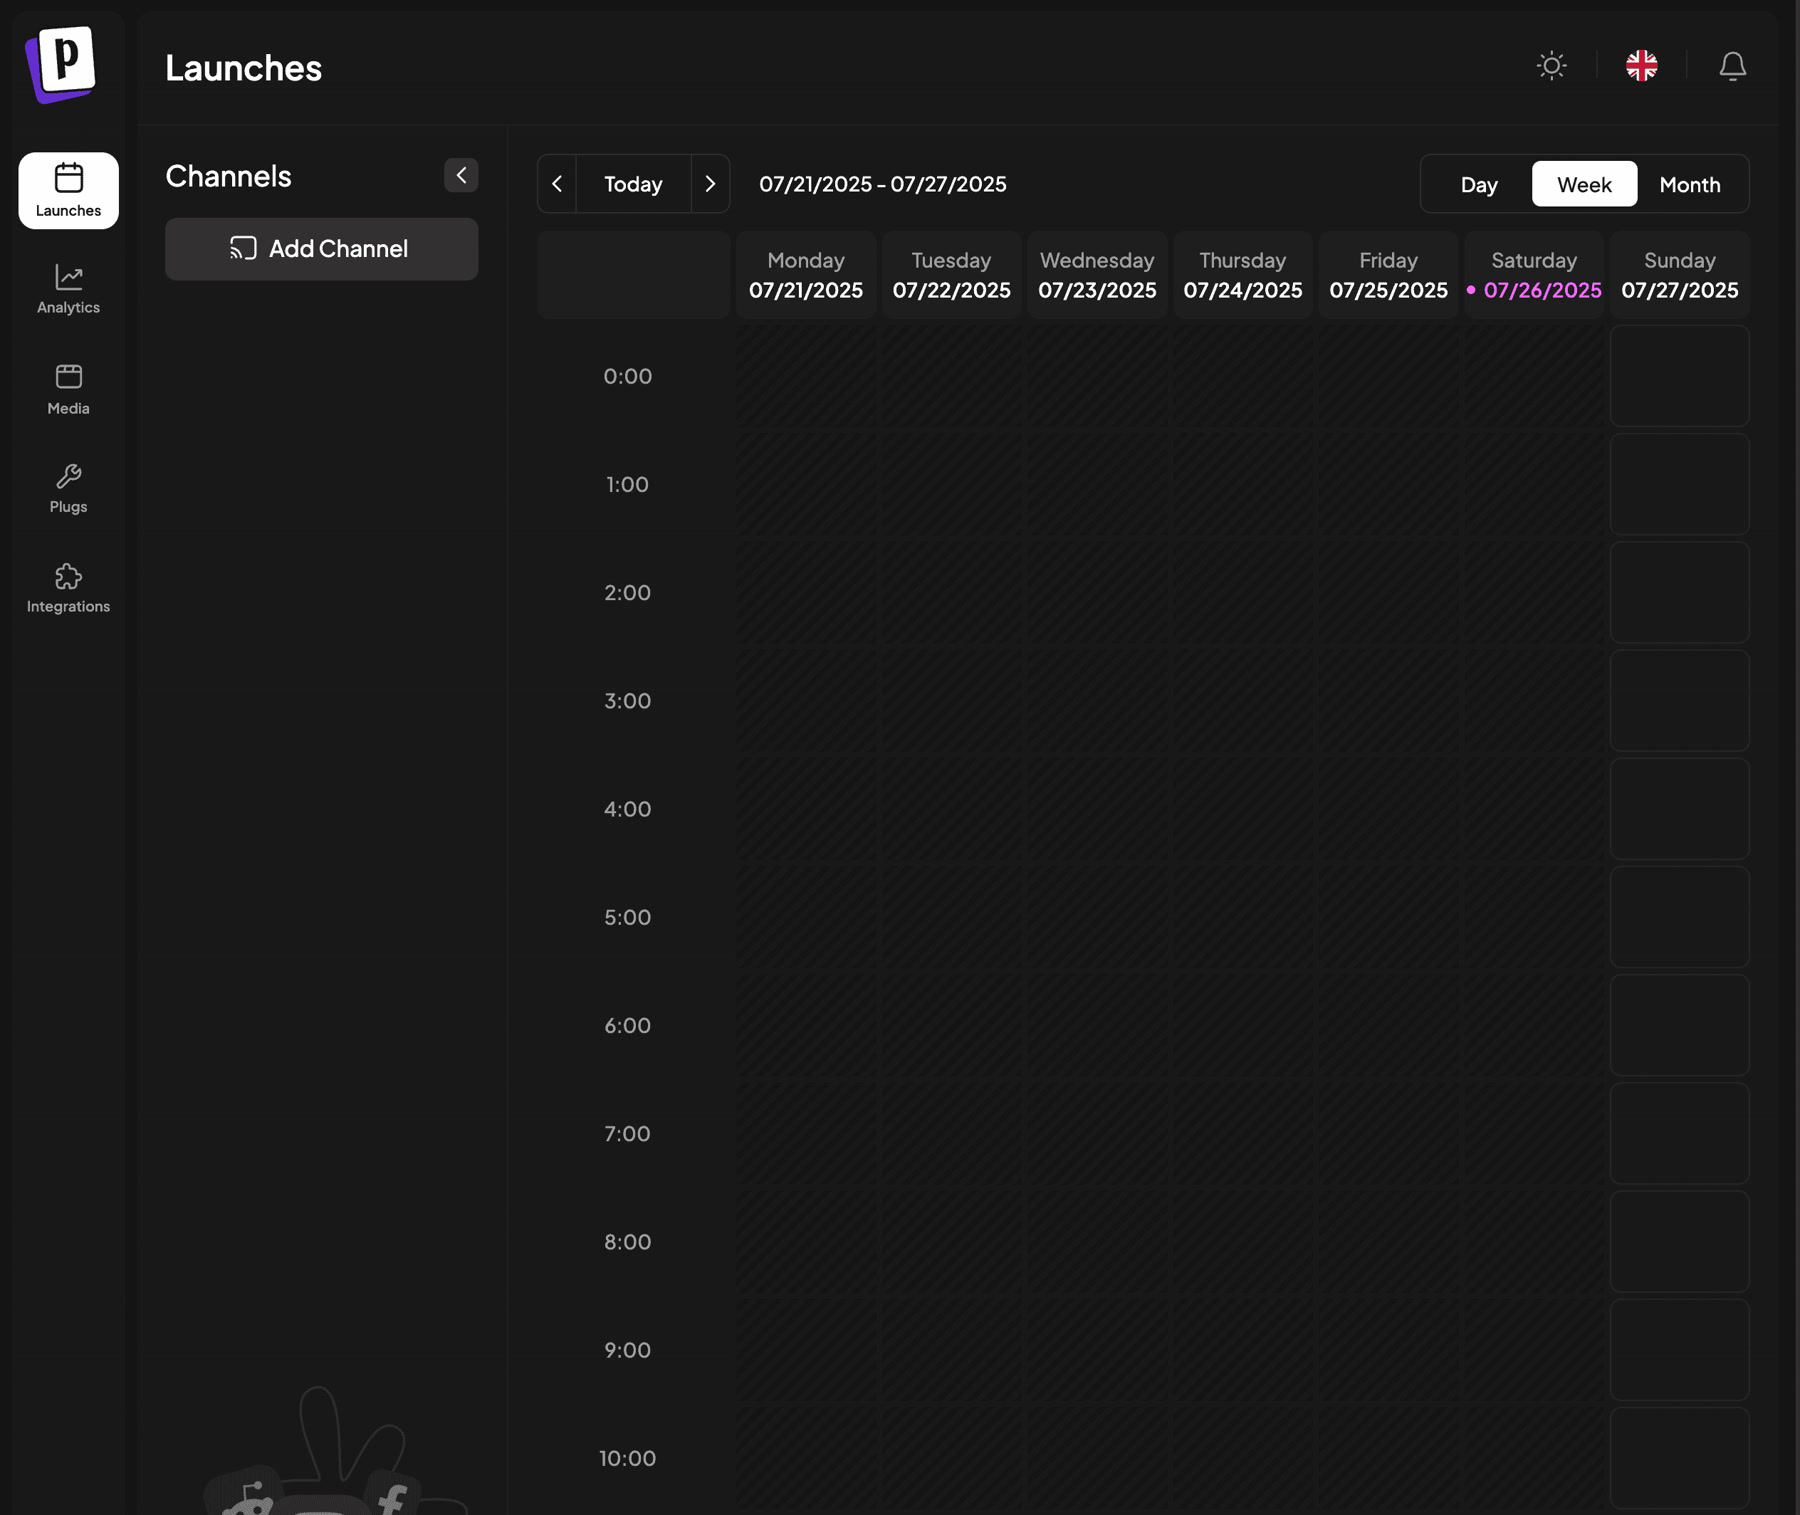 p
Launches
Launches
Analytics
Media
Plugs
Integrations
Channels
Add Channel
Today
07/21/2025 - 07/27/2025
Day
Week
Month
Monday
07/21/2025
Tuesday
07/22/2025
Wednesday
07/23/2025
Thursday
07/24/2025
Friday
07/25/2025
Saturday
07/26/2025
Sunday
07/27/2025
0:00
1:00
2:00
3:00
4:00
5:00
6:00
7:00
8:00
9:00
10:00
f